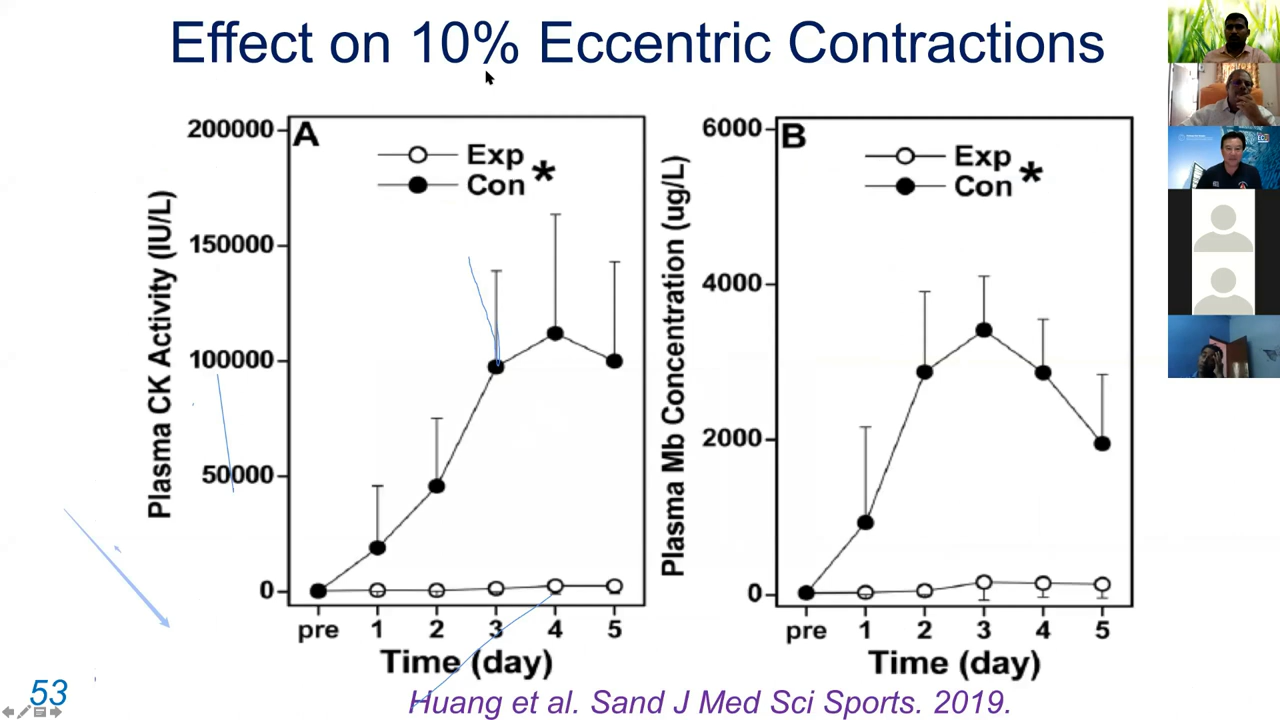 Effect on 10% Eccentric Contractions
A
Exp
Con *
Plasma CK Activity (IU/L)
200000
150000
100000
50000
0
pre 1 2 3 4 5
Time (day)
B
Exp
Con *
Plasma Mb Concentration (ug/L)
6000
4000
2000
0
pre 1 2 3 4 5
Time (day)
53
Huang et al. Sand J Med Sci Sports. 2019.